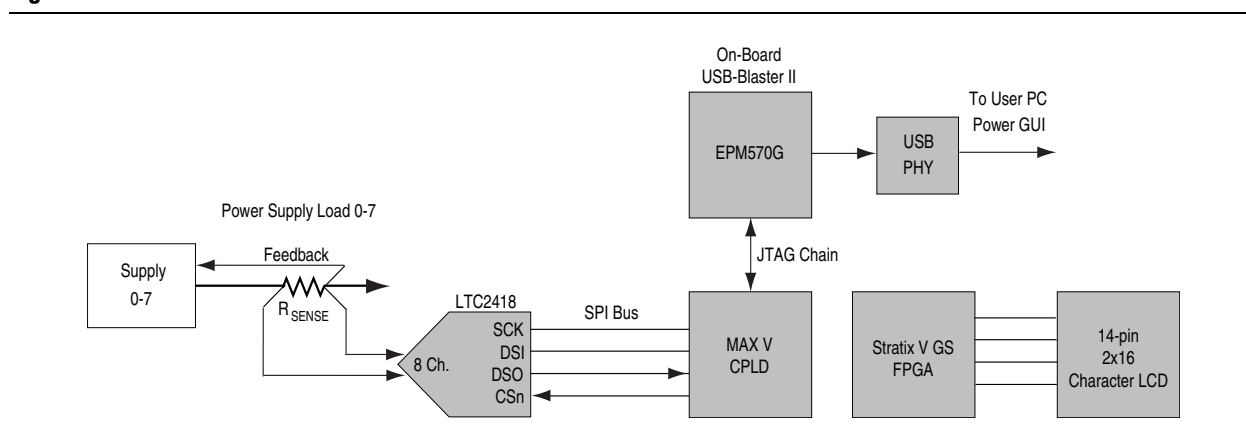 On-Board
USB-Blaster II
EPM570G
USB
PHY
To User PC
Power GUI
Power Supply Load 0-7
Supply
0-7
Feedback
R SENSE
JTAG Chain
LTC2418
8 Ch.
SCK
DSI
DSO
CSn
SPI Bus
MAX V
CPLD
Stratix V GS
FPGA
14-pin
2x16
Character LCD